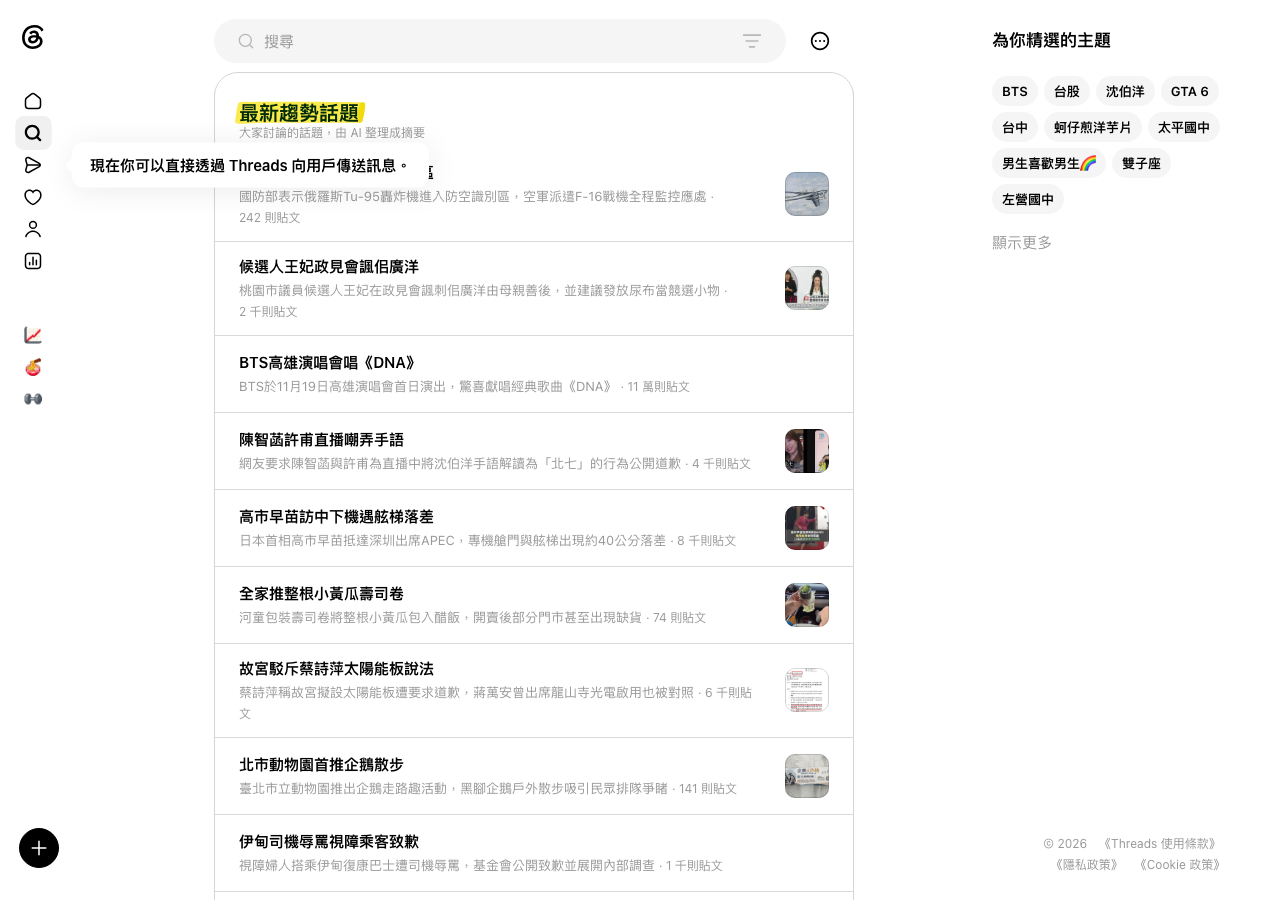 搜尋
最新趨勢話題
大家討論的話題，由 AI 整理成摘要
現在你可以直接透過 Threads 向用戶傳送訊息。
國防部表示俄羅斯Tu-95轟炸機進入防空識別區，空軍派遣F-16戰機全程監控應處 ·
242 則貼文
候選人王妃政見會諷佀廣洋
桃園市議員候選人王妃在政見會諷刺佀廣洋由母親善後，並建議發放尿布當競選小物 ·
2 千則貼文
BTS高雄演唱會唱《DNA》
BTS於11月19日高雄演唱會首日演出，驚喜獻唱經典歌曲《DNA》 · 11 萬則貼文
陳智菡許甫直播嘲弄手語
網友要求陳智菡與許甫為直播中將沈伯洋手語解讀為「北七」的行為公開道歉 · 4 千則貼文
高市早苗訪中下機遇舷梯落差
日本首相高市早苗抵達深圳出席APEC，專機艙門與舷梯出現約40公分落差 · 8 千則貼文
全家推整根小黃瓜壽司卷
河童包裝壽司卷將整根小黃瓜包入醋飯，開賣後部分門市甚至出現缺貨 · 74 則貼文
故宮駁斥蔡詩萍太陽能板說法
蔡詩萍稱故宮擬設太陽能板遭要求道歉，蔣萬安曾出席龍山寺光電啟用也被對照 · 6 千則貼
文
北市動物園首推企鵝散步
臺北市立動物園推出企鵝走路趣活動，黑腳企鵝戶外散步吸引民眾排隊爭睹 · 141 則貼文
伊甸司機辱罵視障乘客致歉
視障婦人搭乘伊甸復康巴士遭司機辱罵，基金會公開致歉並展開內部調查 · 1 千則貼文
為你精選的主題
BTS 台股 沈伯洋 GTA 6
台中 蚵仔煎洋芋片 太平國中
男生喜歡男生🌈 雙子座
左營國中
顯示更多
© 2026 《Threads 使用條款》
《隱私政策》 《Cookie 政策》